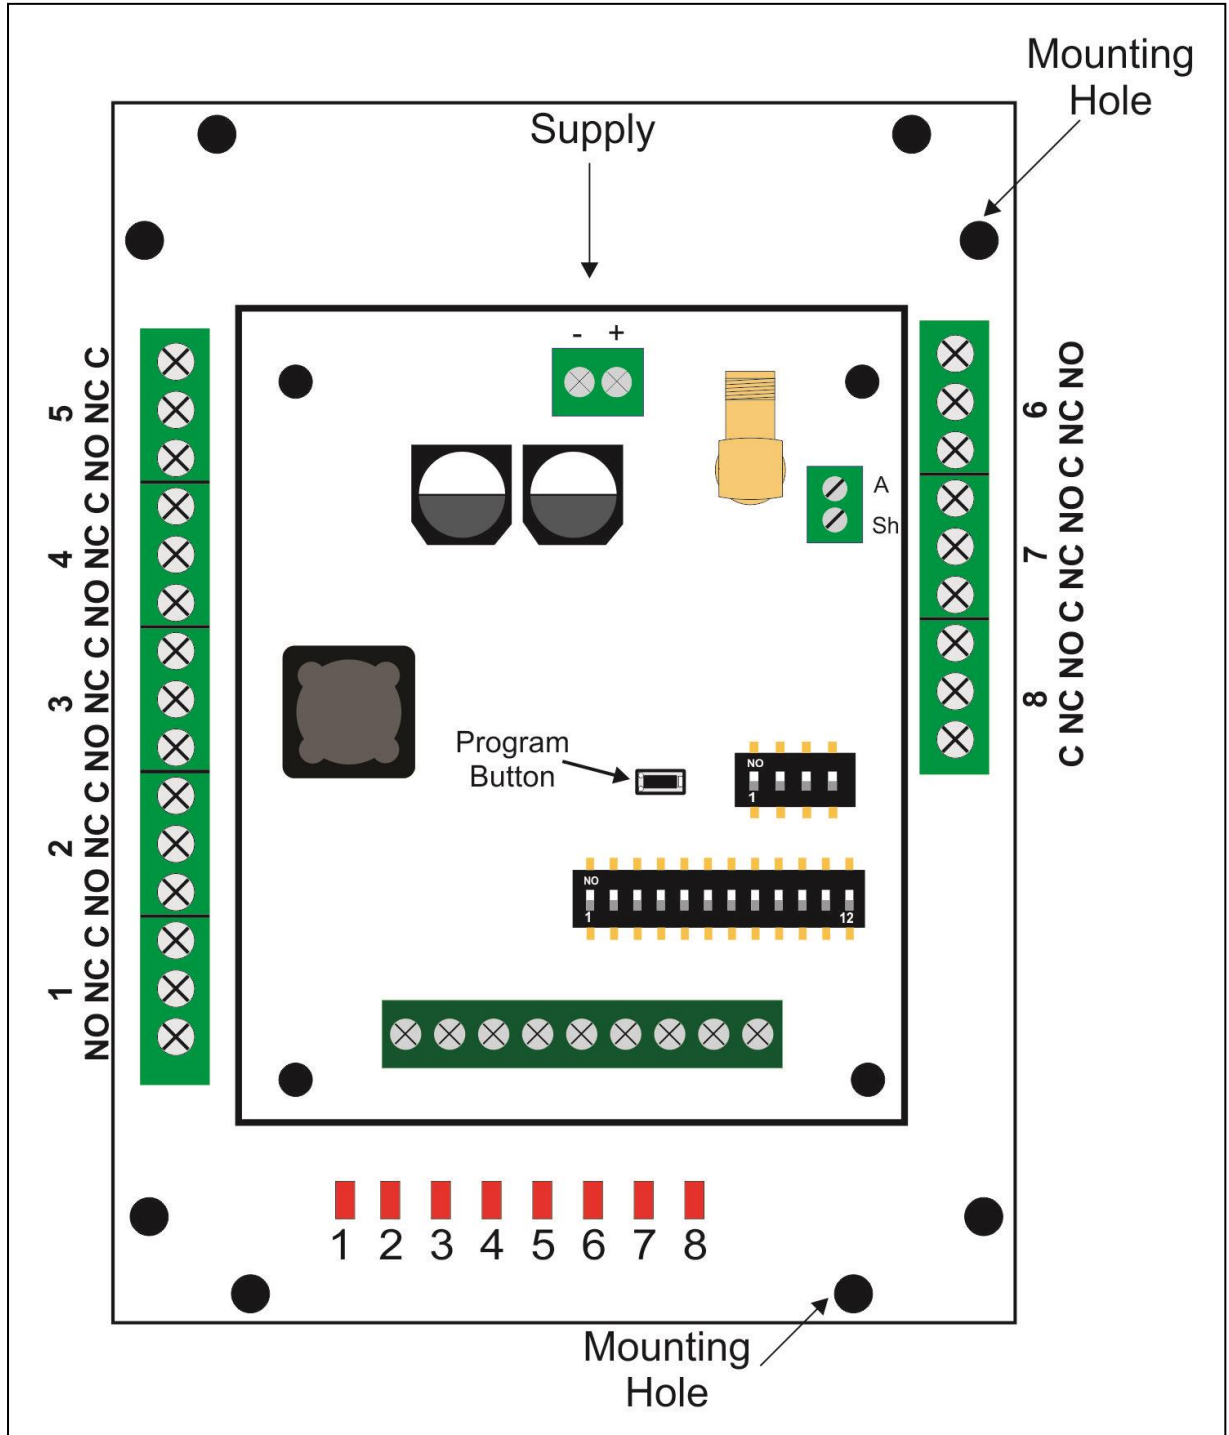 Mounting
Hole
Supply
- +
A
Sh
5
NO NC C
4
NO NC C
3
NO NC C
2
NO NC C
1
NO NC C
6
C NC NO
7
C NC NO
8
C NC NO
Program
Button
NO
1
NO
1 12
1 2 3 4 5 6 7 8
Mounting
Hole